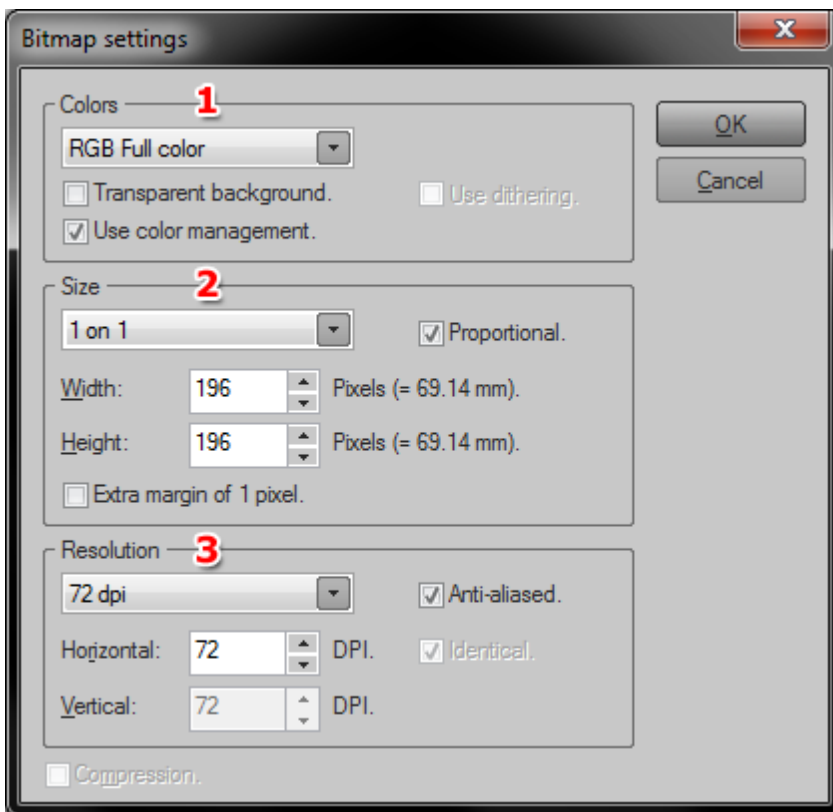 Bitmap settings
x
Colors 1
RGB Full color
Transparent background. Use dithering.
Use color management.
OK
Cancel
Size 2
1 on 1 Proportional.
Width: 196 Pixels (= 69.14 mm).
Height: 196 Pixels (= 69.14 mm).
Extra margin of 1 pixel.
Resolution 3
72 dpi Anti-aliased.
Horizontal: 72 DPI. Identical.
Vertical: 72 DPI.
Compression.